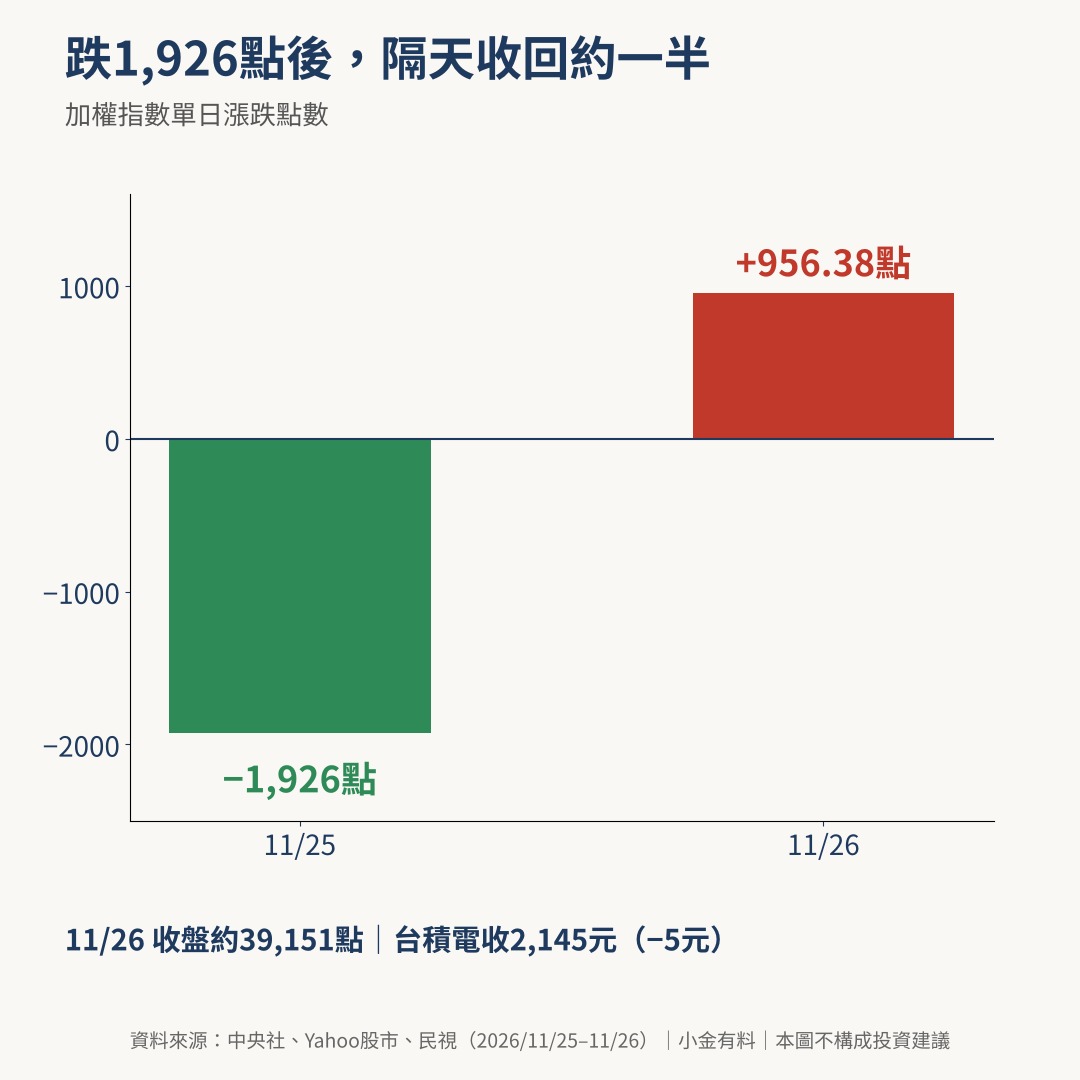 跌1,926點後，隔天收回約一半
加權指數單日漲跌點數
+956.38點
1000
0
−1000
−2000
−1,926點
11/25
11/26
11/26 收盤約39,151點｜台積電收2,145元（−5元）
資料來源：中央社、Yahoo股市、民視（2026/11/25–11/26）｜小金有料｜本圖不構成投資建議